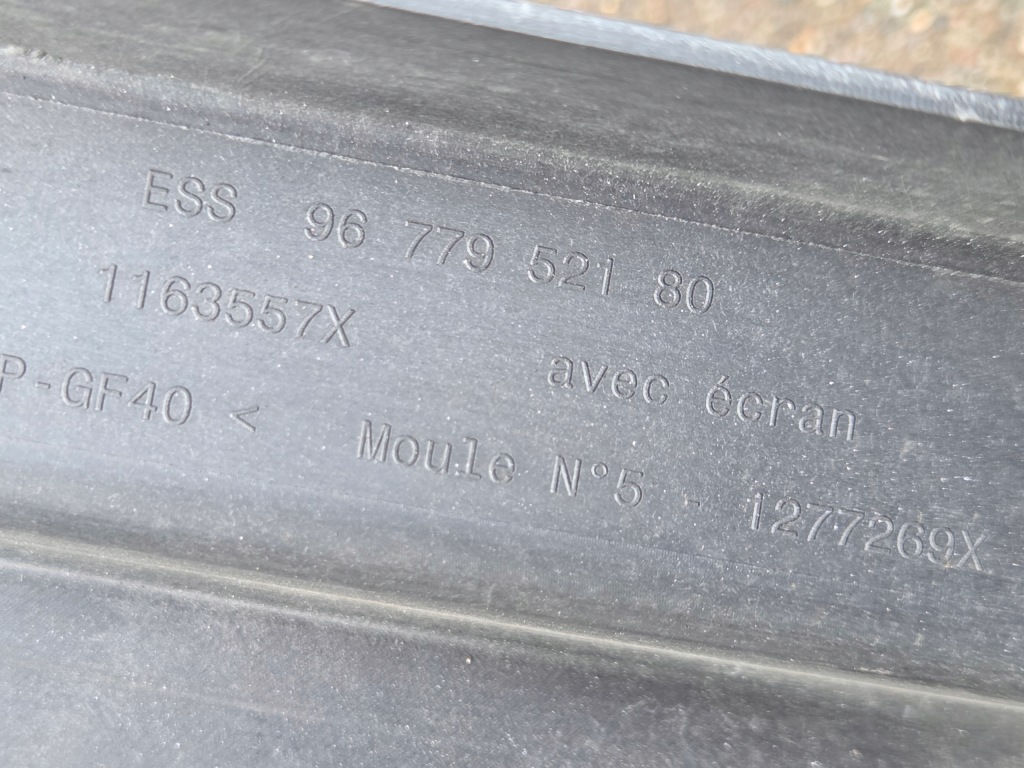 ESS 96 779 521 80
1163557X avec écran
P-GF40 < Moule N°5 - 1277269X